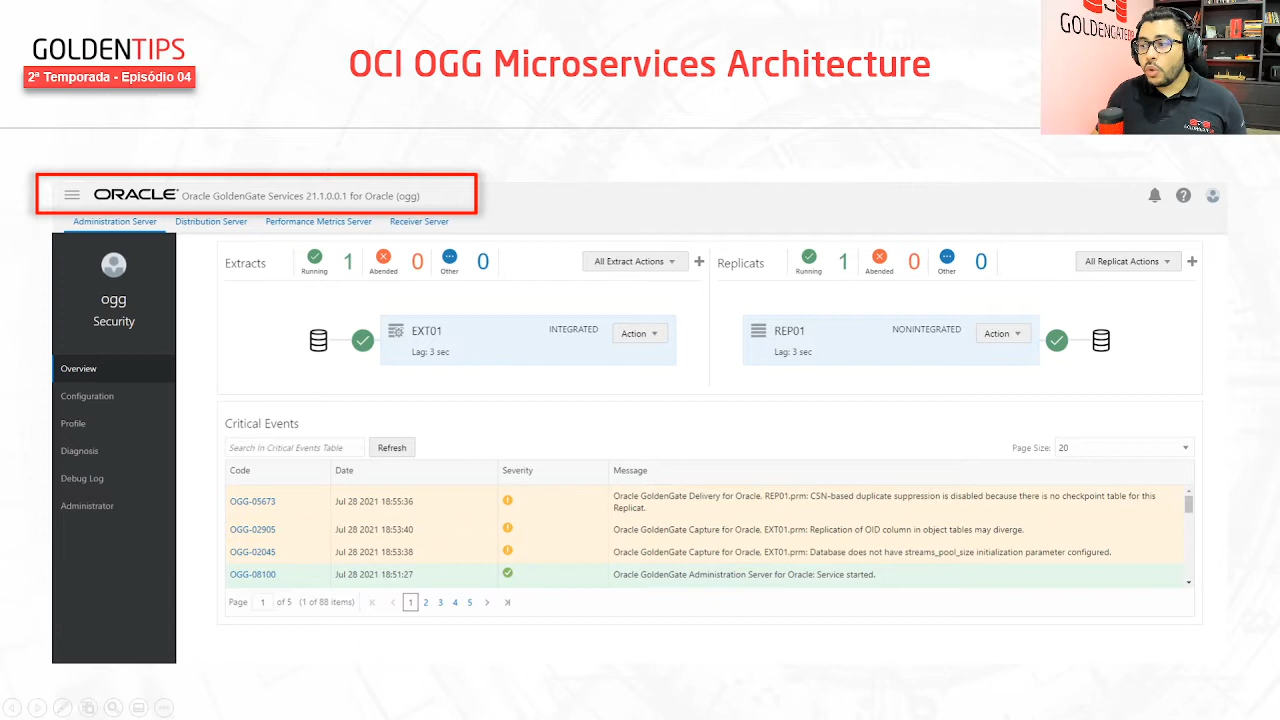 GOLDENTIPS
2ª Temporada - Episódio 04
OCI OGG Microservices Architecture
GOLDENGATE
GOLDENGATE
ORACLE Oracle GoldenGate Services 21.1.0.0.1 for Oracle (ogg)
Administration Server Distribution Server Performance Metrics Server Receiver Server
ogg
Security
Overview
Configuration
Profile
Diagnosis
Debug Log
Administrator
Extracts Running 1 Abended 0 Other 0 All Extract Actions
EXT01 INTEGRATED Action
Lag: 3 sec
Replicats Running 1 Abended 0 Other 0 All Replicat Actions
REP01 NONINTEGRATED Action
Lag: 3 sec
Critical Events
Search In Critical Events Table Refresh Page Size: 20
Code Date Severity Message
OGG-05673 Jul 28 2021 18:55:36 Oracle GoldenGate Delivery for Oracle, REP01.prm: CSN-based duplicate suppression is disabled because there is no checkpoint table for this
Replicat.
OGG-02905 Jul 28 2021 18:53:40 Oracle GoldenGate Capture for Oracle, EXT01.prm: Replication of OID column in object tables may diverge.
OGG-02045 Jul 28 2021 18:53:38 Oracle GoldenGate Capture for Oracle, EXT01.prm: Database does not have streams_pool_size initialization parameter configured.
OGG-08100 Jul 28 2021 18:51:27 Oracle GoldenGate Administration Server for Oracle: Service started.
Page 1 of 5 (1 of 88 items) 1 2 3 4 5